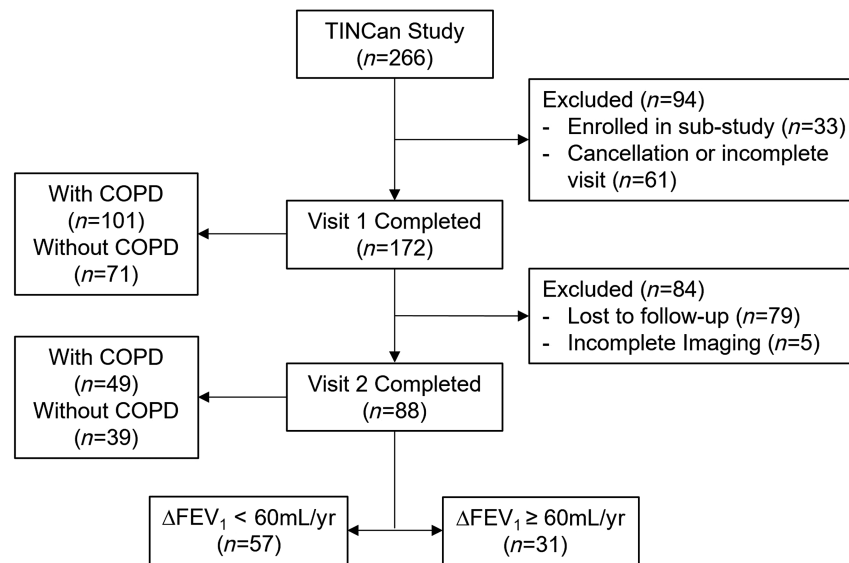 TINCan Study
(n=266)
Excluded (n=94)
- Enrolled in sub-study (n=33)
- Cancellation or incomplete
visit (n=61)
With COPD
(n=101)
Without COPD
(n=71)
Visit 1 Completed
(n=172)
Excluded (n=84)
- Lost to follow-up (n=79)
- Incomplete Imaging (n=5)
With COPD
(n=49)
Without COPD
(n=39)
Visit 2 Completed
(n=88)
ΔFEV₁ < 60mL/yr
(n=57)
ΔFEV₁ ≥ 60mL/yr
(n=31)